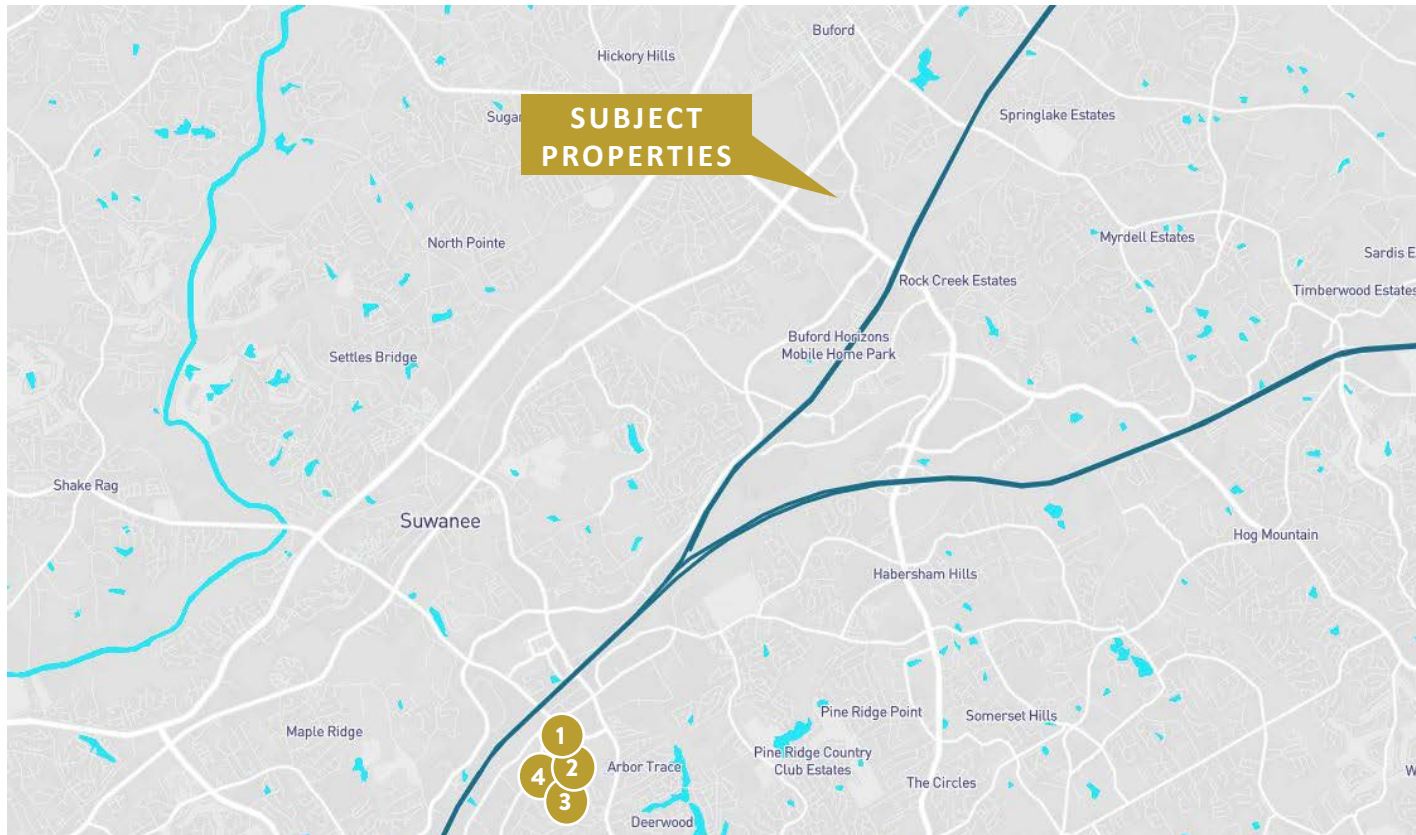 Buford
Hickory Hills
SUBJECT
PROPERTIES
Springlake Estates
North Pointe
Myrdell Estates
Rock Creek Estates
Timberwood Estates
Buford Horizons
Mobile Home Park
Settles Bridge
Shake Rag
Suwanee
Hog Mountain
Habersham Hills
Pine Ridge Point
Somerset Hills
Maple Ridge
1
Pine Ridge Country
Club Estates
Arbor Trace
2
4
The Circles
3
Deerwood